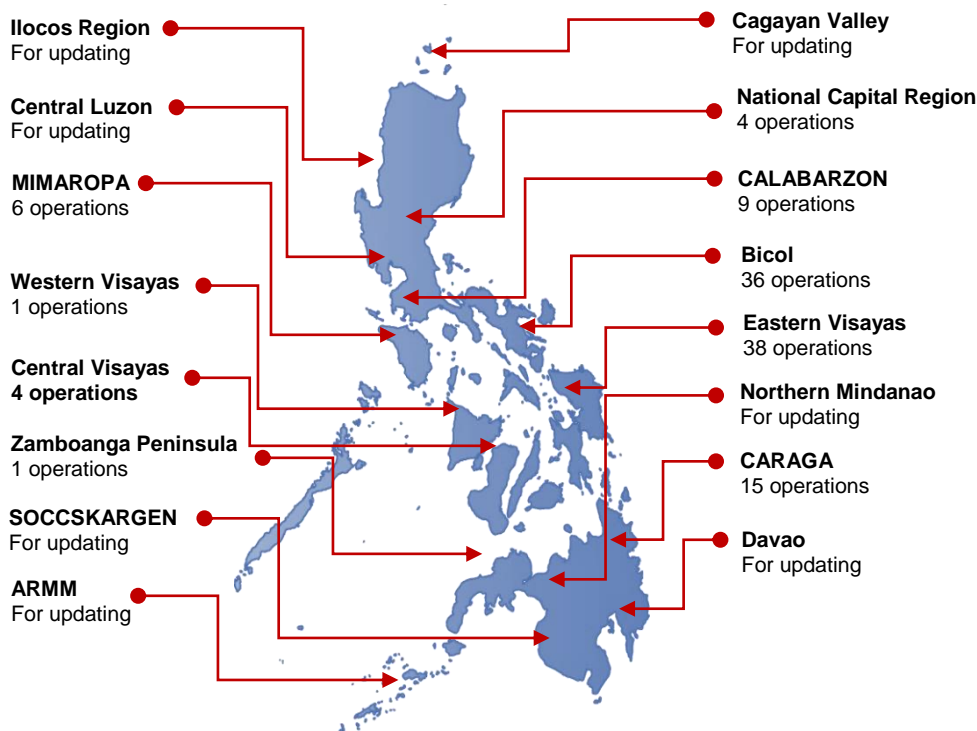 Ilocos Region
For updating
Central Luzon
For updating
MIMAROPA
6 operations
Western Visayas
1 operations
Central Visayas
4 operations
Zamboanga Peninsula
1 operations
SOCCSKARGEN
For updating
ARMM
For updating
Cagayan Valley
For updating
National Capital Region
4 operations
CALABARZON
9 operations
Bicol
36 operations
Eastern Visayas
38 operations
Northern Mindanao
For updating
CARAGA
15 operations
Davao
For updating